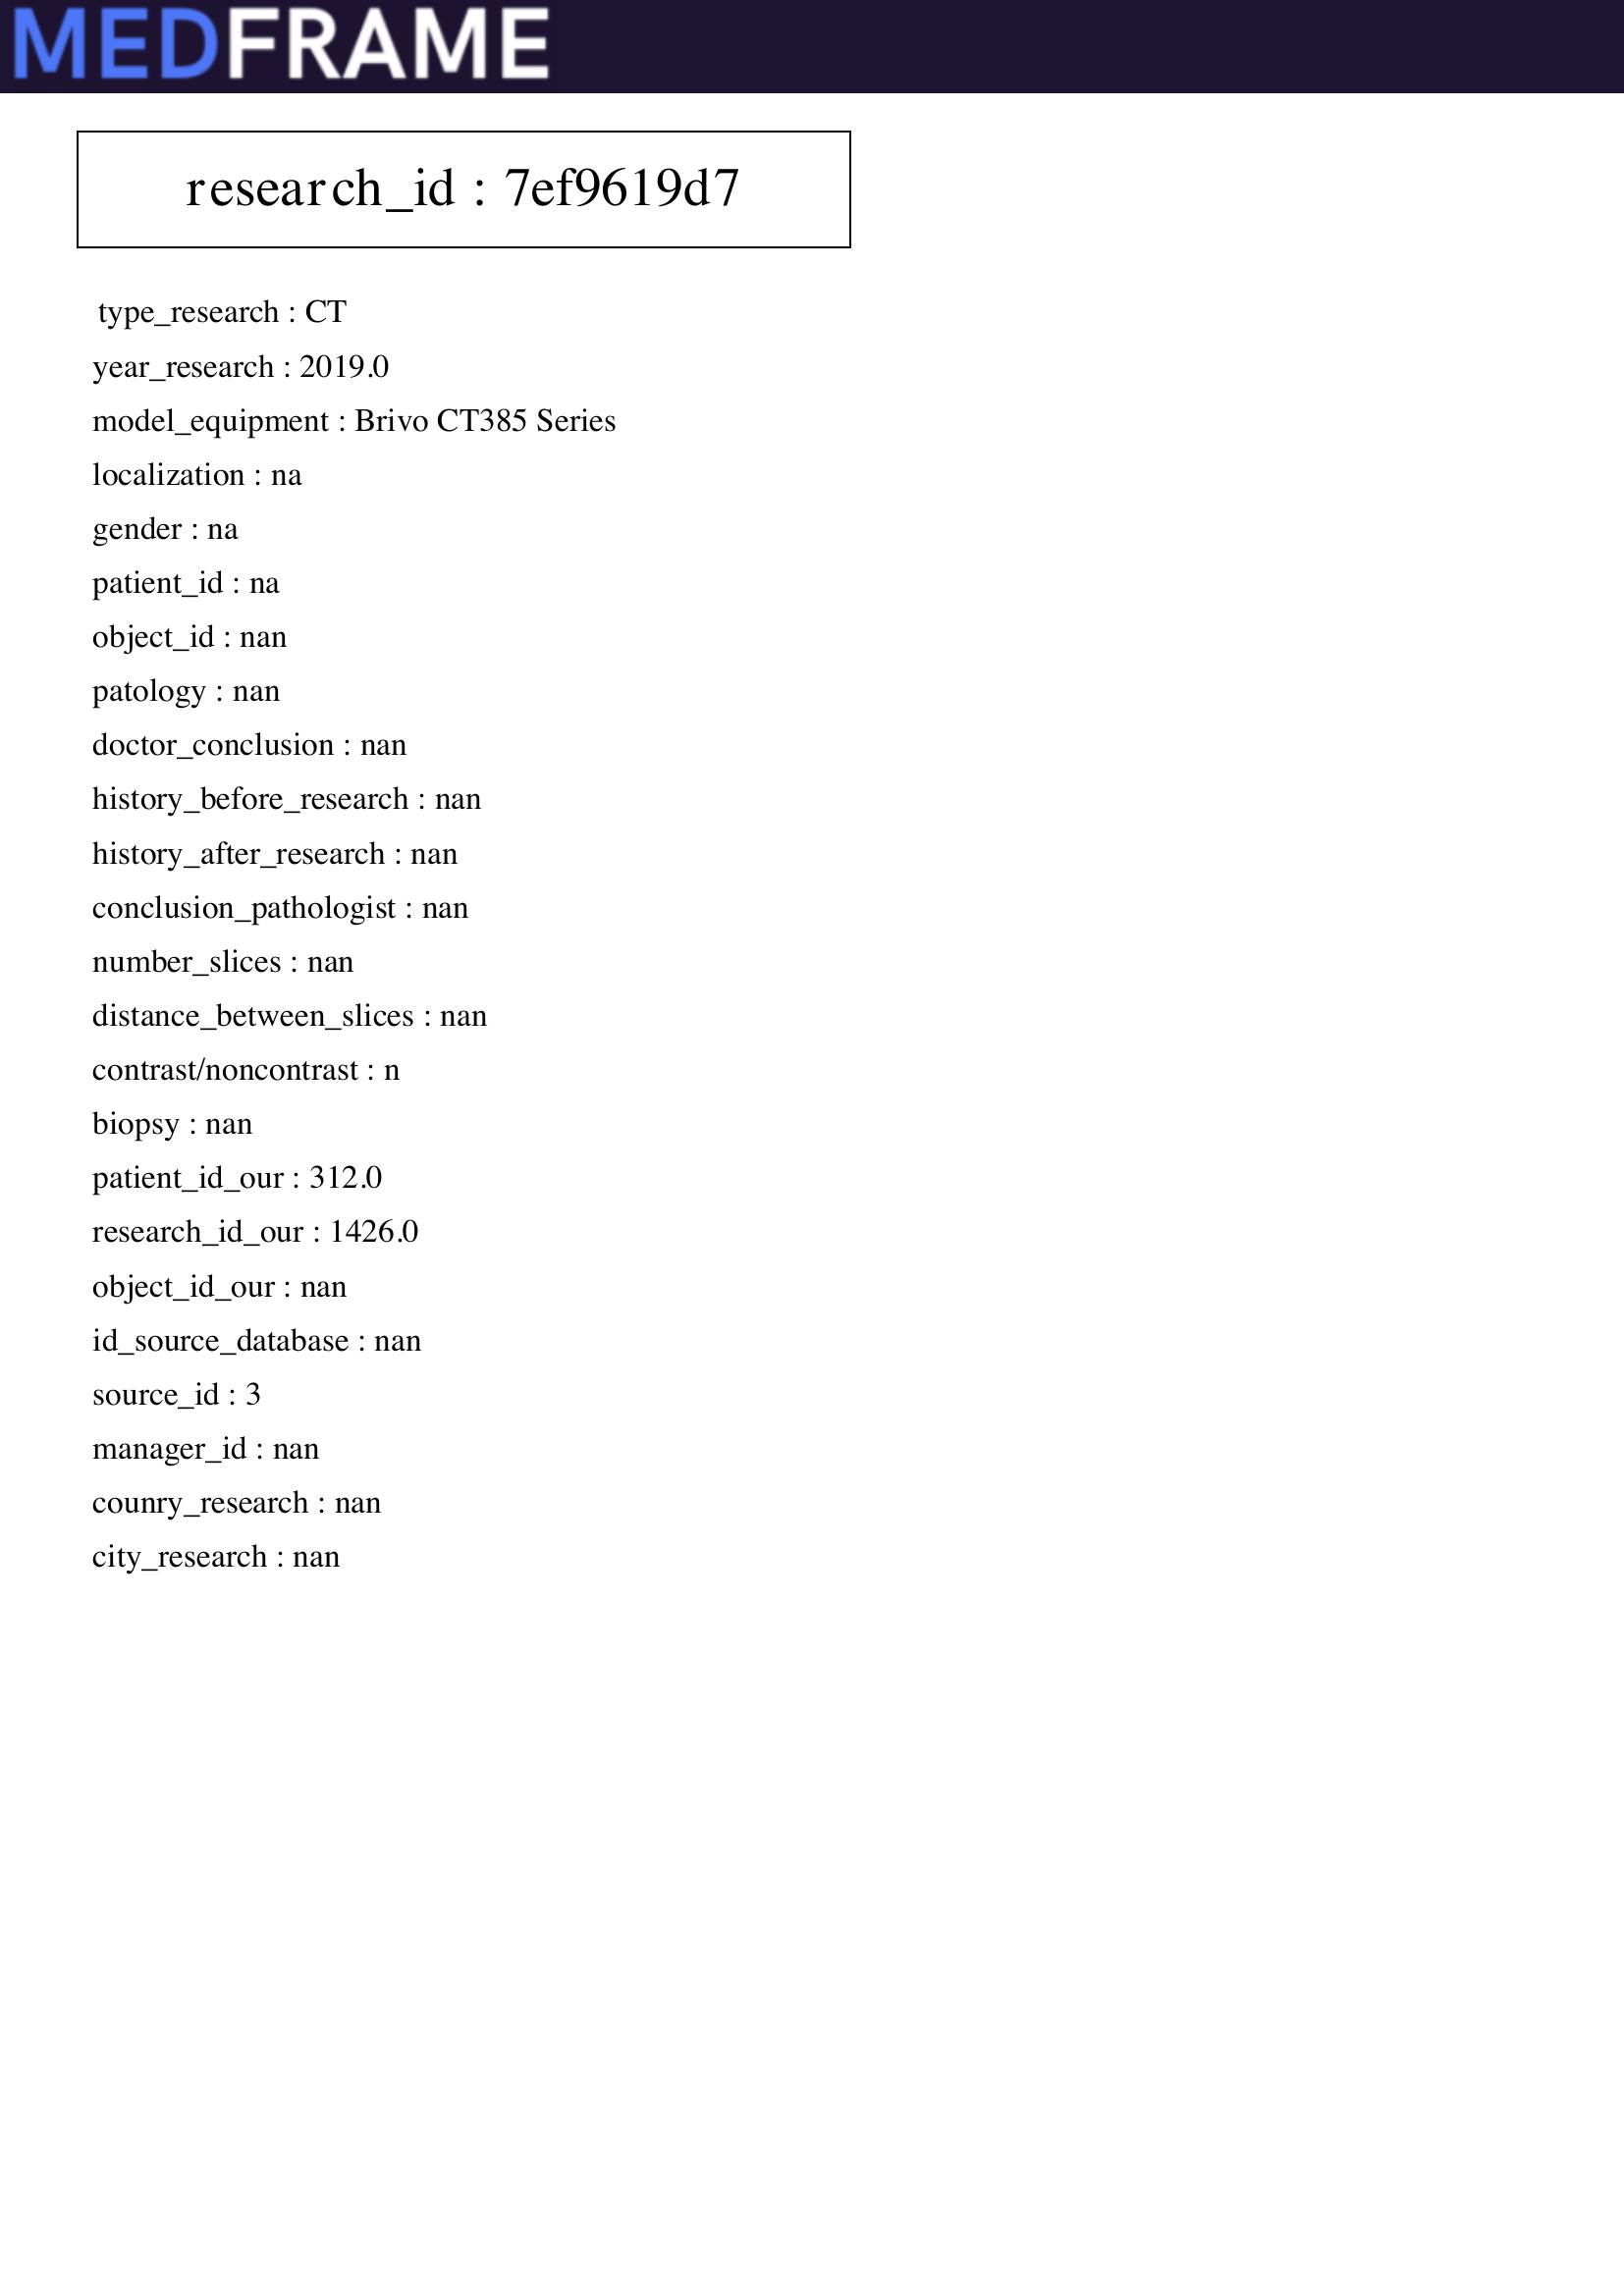 MEDFRAME
research_id : 7ef9619d7
type_research : CT
year_research : 2019.0
model_equipment : Brivo CT385 Series
localization : na
gender : na
patient_id : na
object_id : nan
patology : nan
doctor_conclusion : nan
history_before_research : nan
history_after_research : nan
conclusion_pathologist : nan
number_slices : nan
distance_between_slices : nan
contrast/noncontrast : n
biopsy : nan
patient_id_our : 312.0
research_id_our : 1426.0
object_id_our : nan
id_source_database : nan
source_id : 3
manager_id : nan
counry_research : nan
city_research : nan